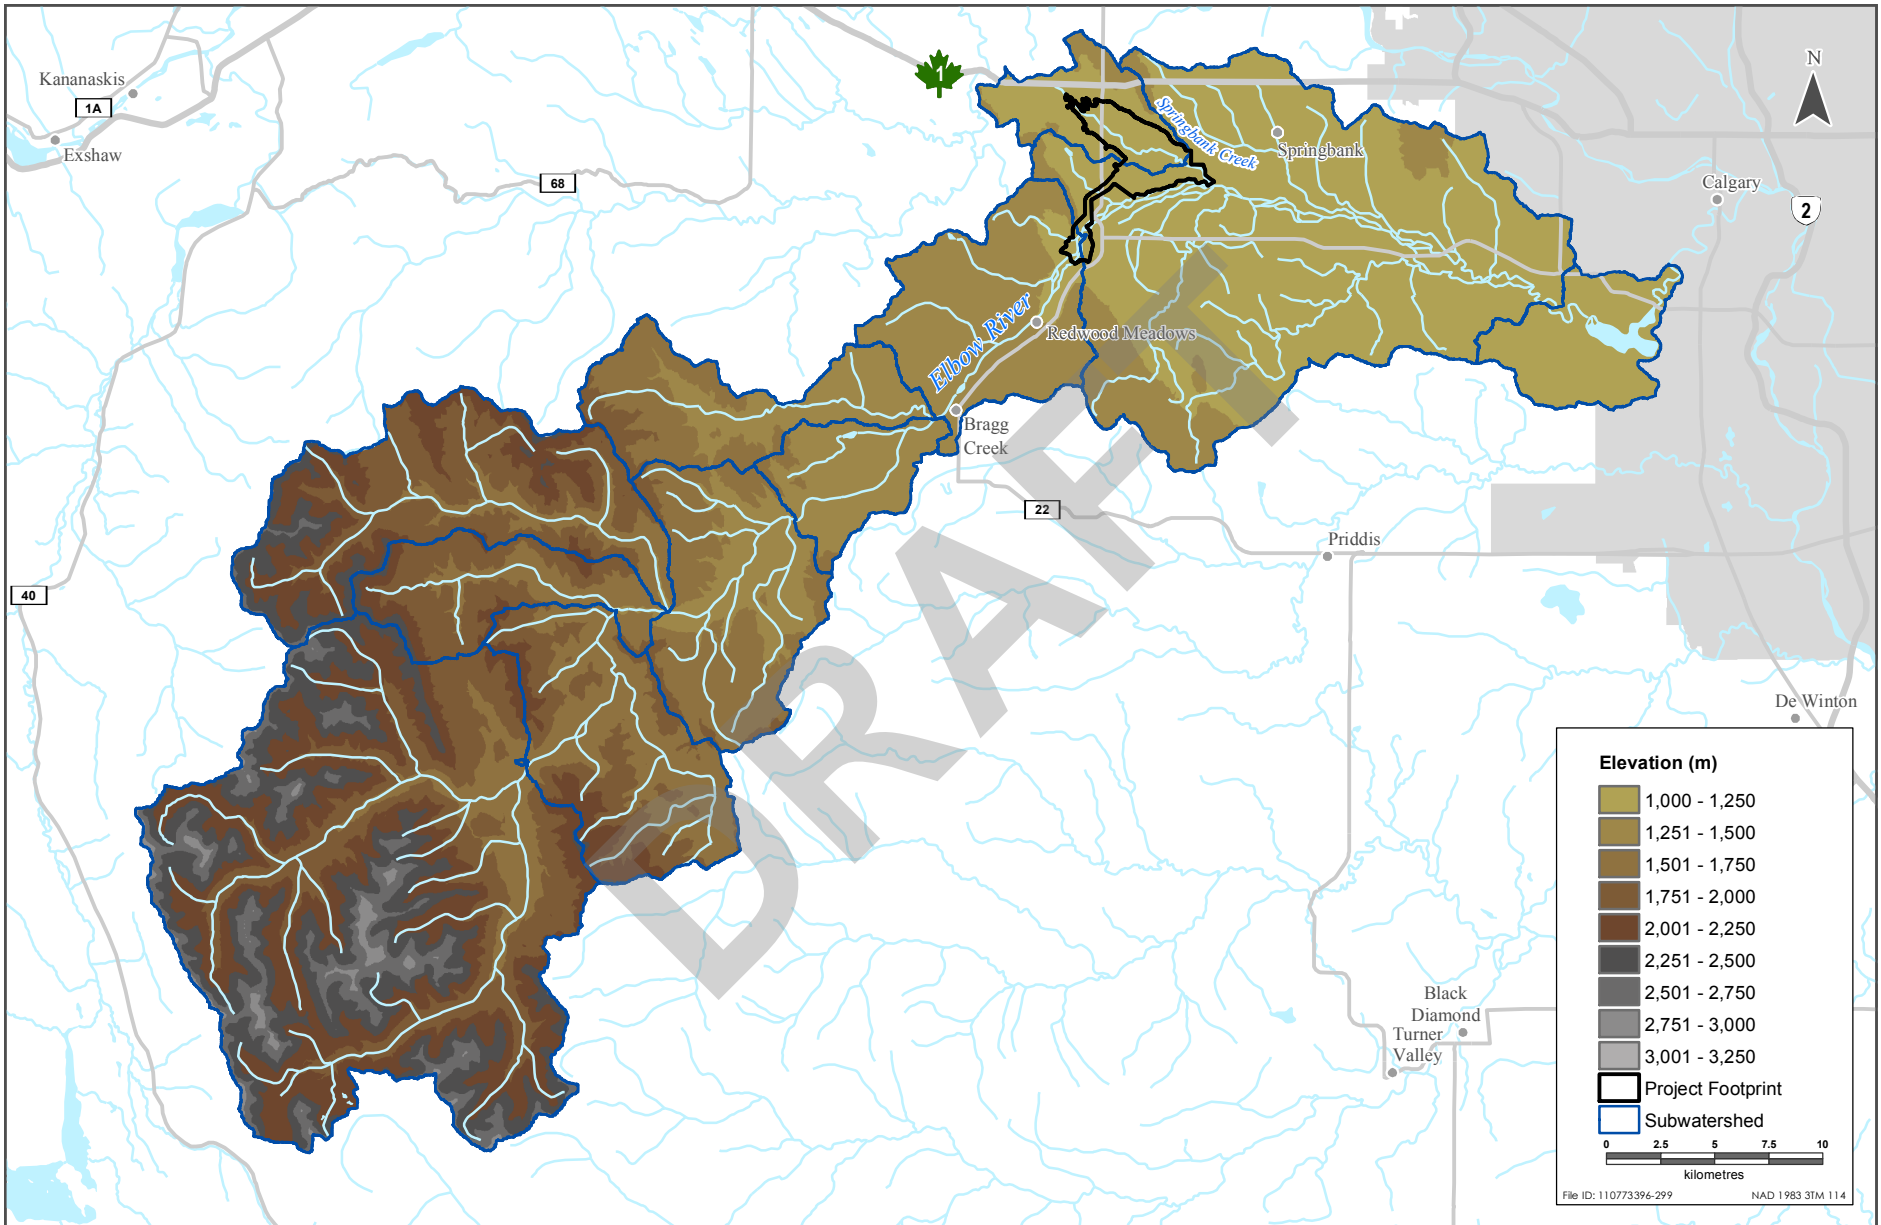 Kananaskis
1A
Exshaw
68
1
Springbank Creek
Springbank
N
Calgary
2
Elbow River
Redwood Meadows
Bragg
Creek
22
Priddis
40
De Winton
DRAFT
Black
Diamond
Turner
Valley
Elevation (m)
1,000 - 1,250
1,251 - 1,500
1,501 - 1,750
1,751 - 2,000
2,001 - 2,250
2,251 - 2,500
2,501 - 2,750
2,751 - 3,000
3,001 - 3,250
Project Footprint
Subwatershed
0 2.5 5 7.5 10
kilometres
File ID: 110773396-299 NAD 1983 3TM 114